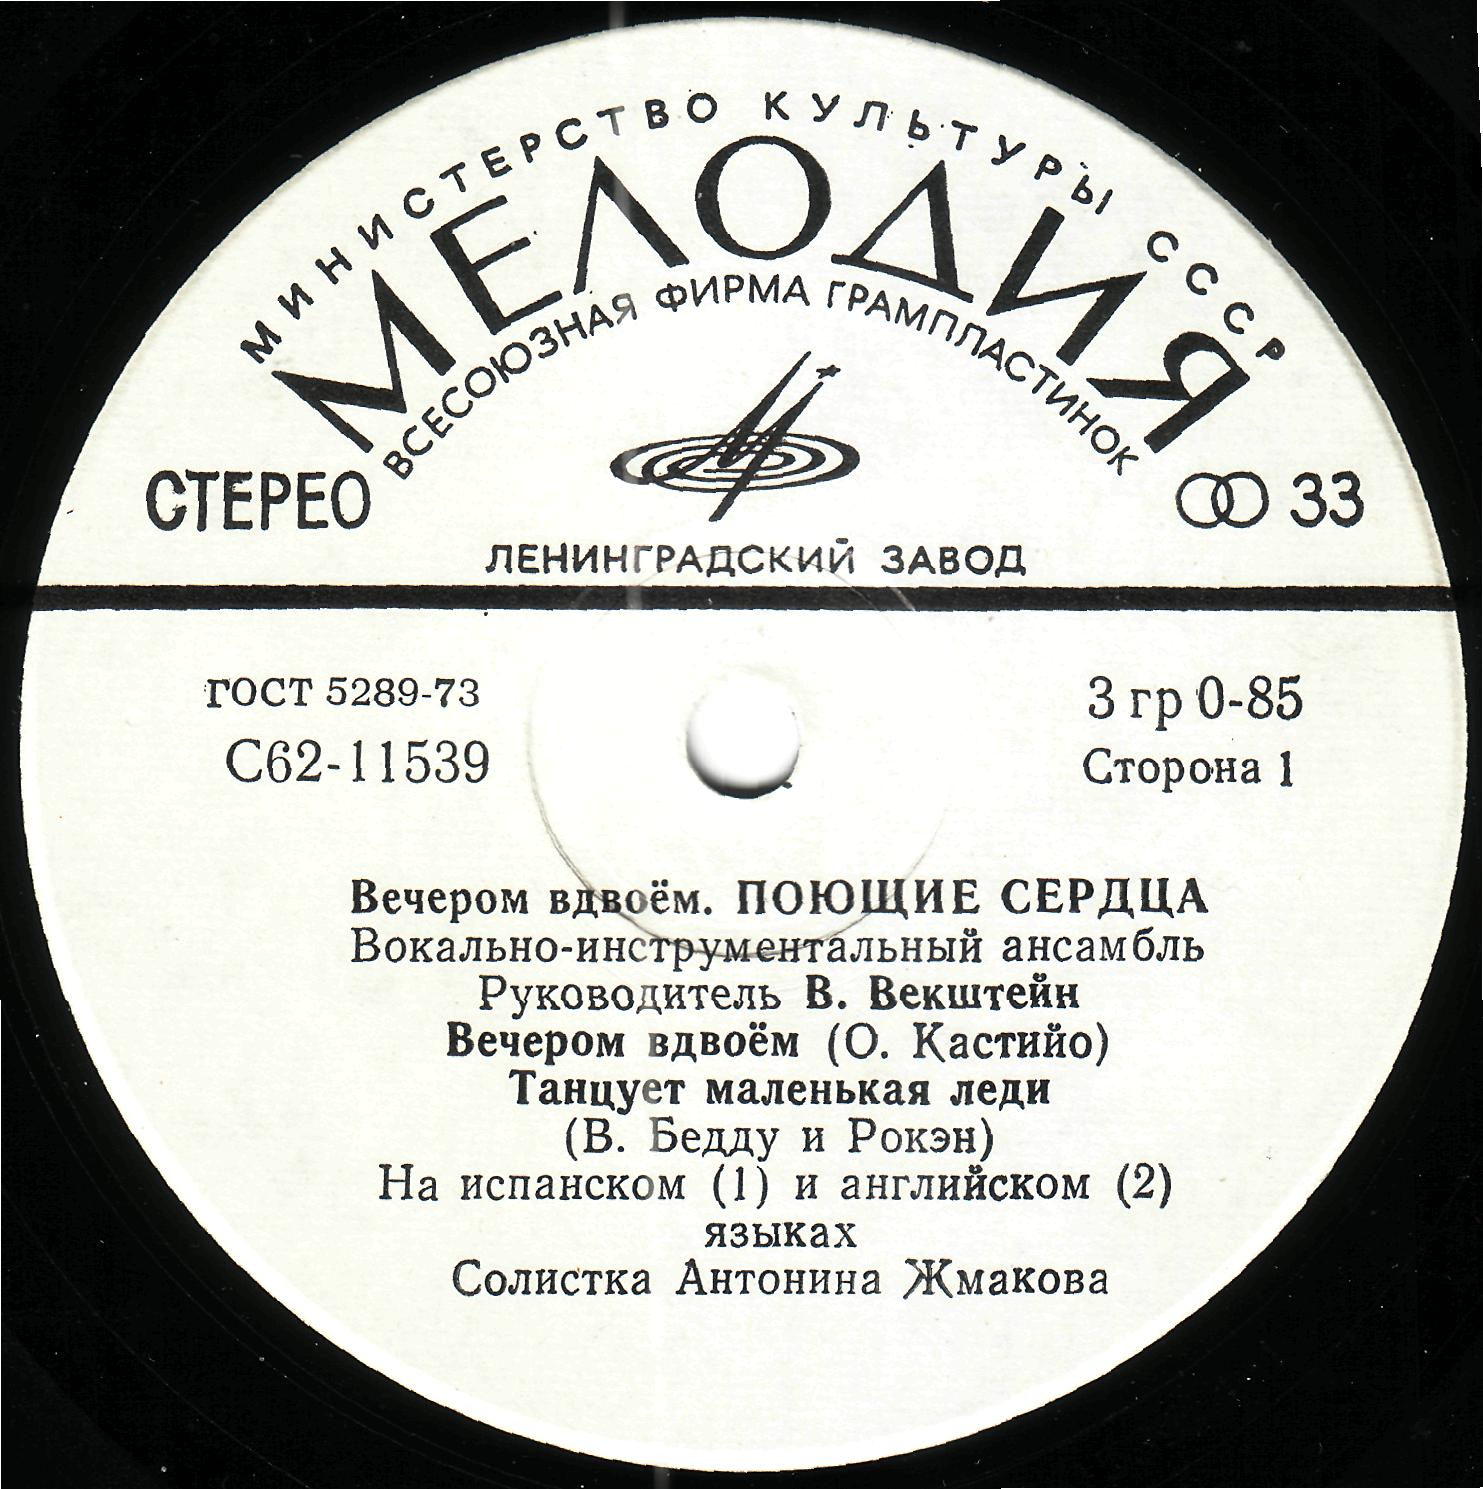 МИНИСТЕРСТВО КУЛЬТУРЫ СССР
МЕЛОДИЯ
ВСЕСОЮЗНАЯ ФИРМА ГРАМПЛАСТИНОК
СТЕРЕО
33
ЛЕНИНГРАДСКИЙ ЗАВОД
ГОСТ 5289-73
3 гр 0-85
С62-11539
Сторона 1
Вечером вдвоём. ПОЮЩИЕ СЕРДЦА
Вокально-инструментальный ансамбль
Руководитель В. Векштейн
Вечером вдвоём (О. Кастийо)
Танцует маленькая леди
(В. Бедду и Рокэн)
На испанском (1) и английском (2)
языках
Солистка Антонина Жмакова